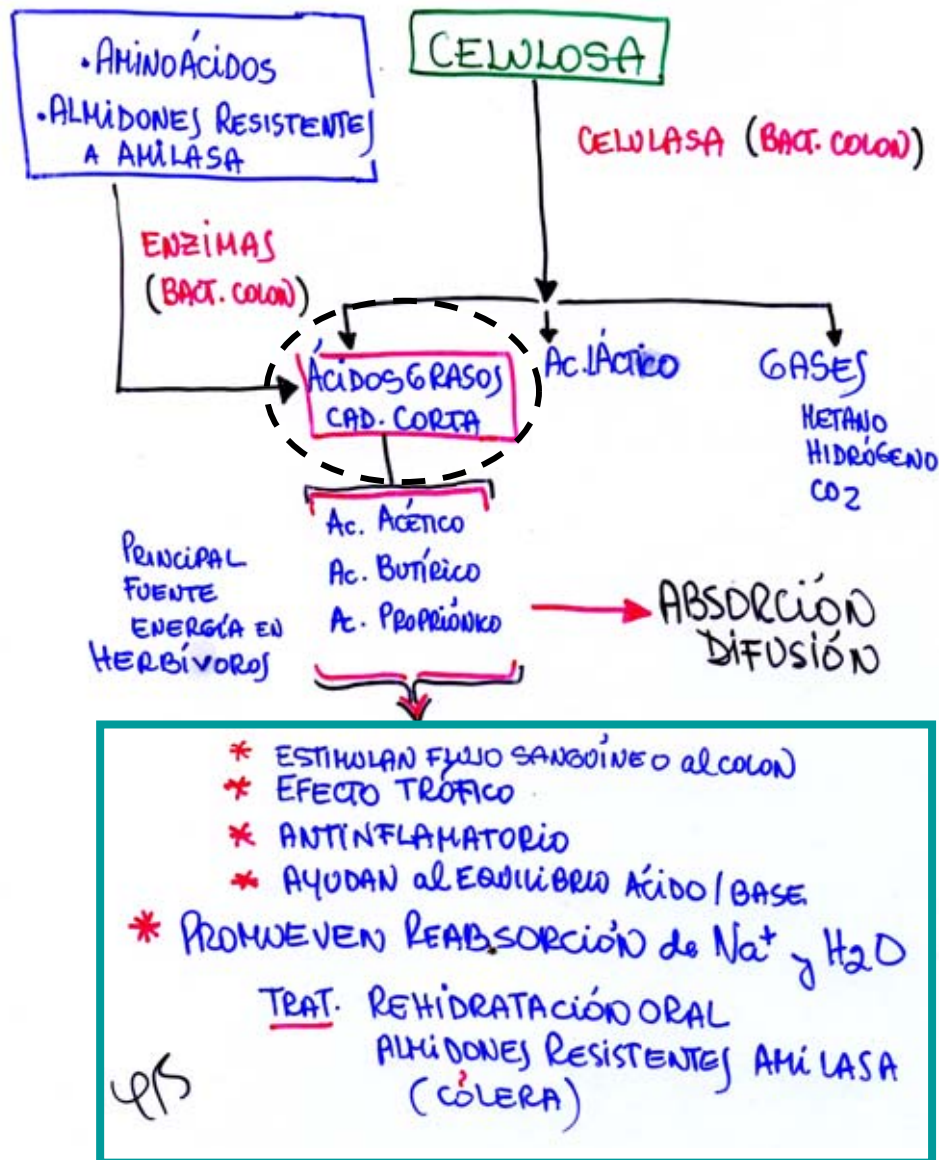 • AMINOÁCIDOS
• ALMIDONES RESISTENTES
A AMILASA
CELULOSA
CELULASA (BACT. COLON)
ENZIMAS
(BACT. COLON)
ÁCIDOS GRASOS
CAD. CORTA
Ac. LÁCTICO
GASES
METANO
HIDRÓGENO
CO2
Ac. ACÉTICO
Ac. BUTÍRICO
Ac. PROPRIÓNICO
PRINCIPAL
FUENTE
ENERGÍA EN
HERBÍVOROS
ABSORCIÓN
DIFUSIÓN
* ESTIMULAN FLUJO SANGUÍNEO al COLON
* EFECTO TRÓFICO
* ANTINFLAMATORIO
* AYUDAN al EQUILIBRIO ÁCIDO / BASE
* PROMUEVEN REABSORCIÓN de Na+ y H2O
TRAT. REHIDRATACIÓN ORAL
ALMIDONES RESISTENTES AMILASA
(CÓLERA)